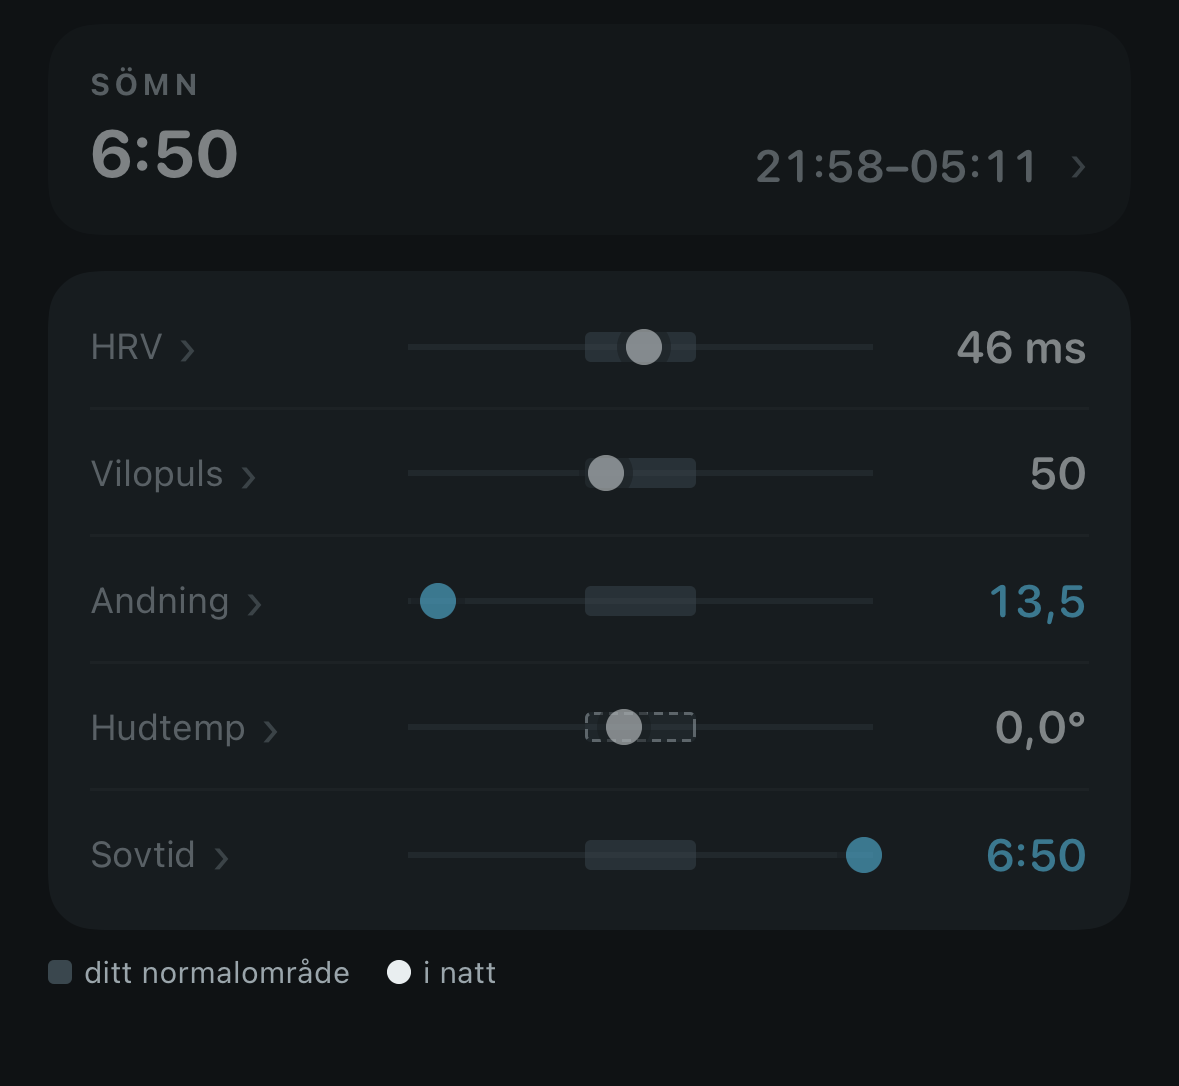 SÖMN
6:50
21:58–05:11 ›
HRV › 46 ms
Vilopuls › 50
Andning › 13,5
Hudtemp › 0,0°
Sovtid › 6:50
ditt normalområde i natt